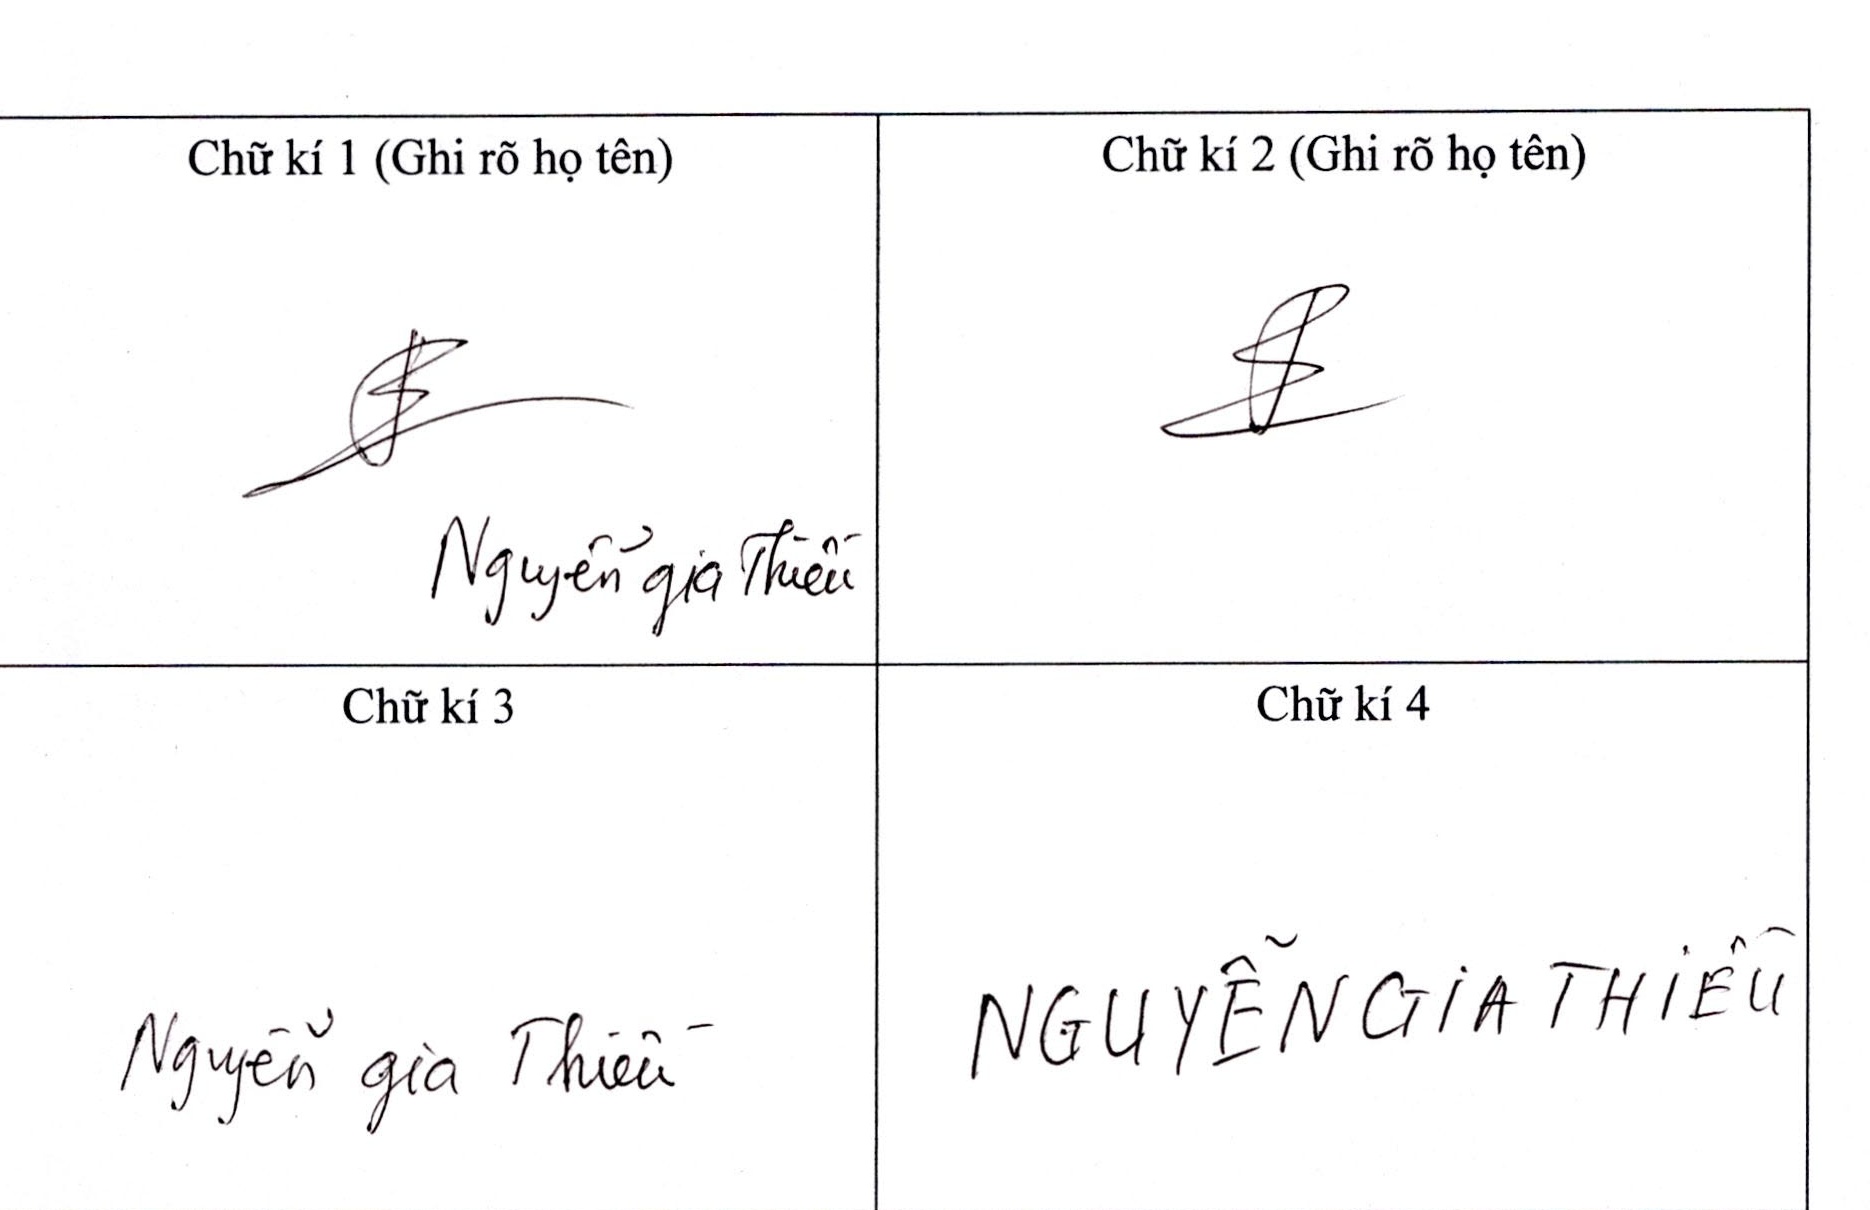 Chữ kí 1 (Ghi rõ họ tên)
Nguyễn gia Thiều
Chữ kí 2 (Ghi rõ họ tên)
Chữ kí 3
Nguyễn gia Thiều
Chữ kí 4
NGUYỄN GIA THIỀU